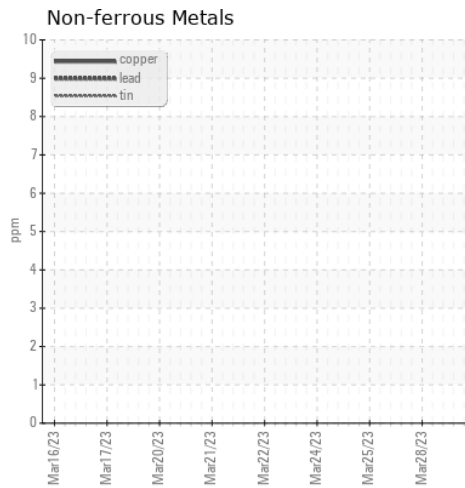 Non-ferrous Metals
10
copper
9
lead
tin
8
7
6
5
ppm
4
3
2
1
0
Mar16/23
Mar17/23
Mar20/23
Mar21/23
Mar22/23
Mar24/23
Mar25/23
Mar28/23